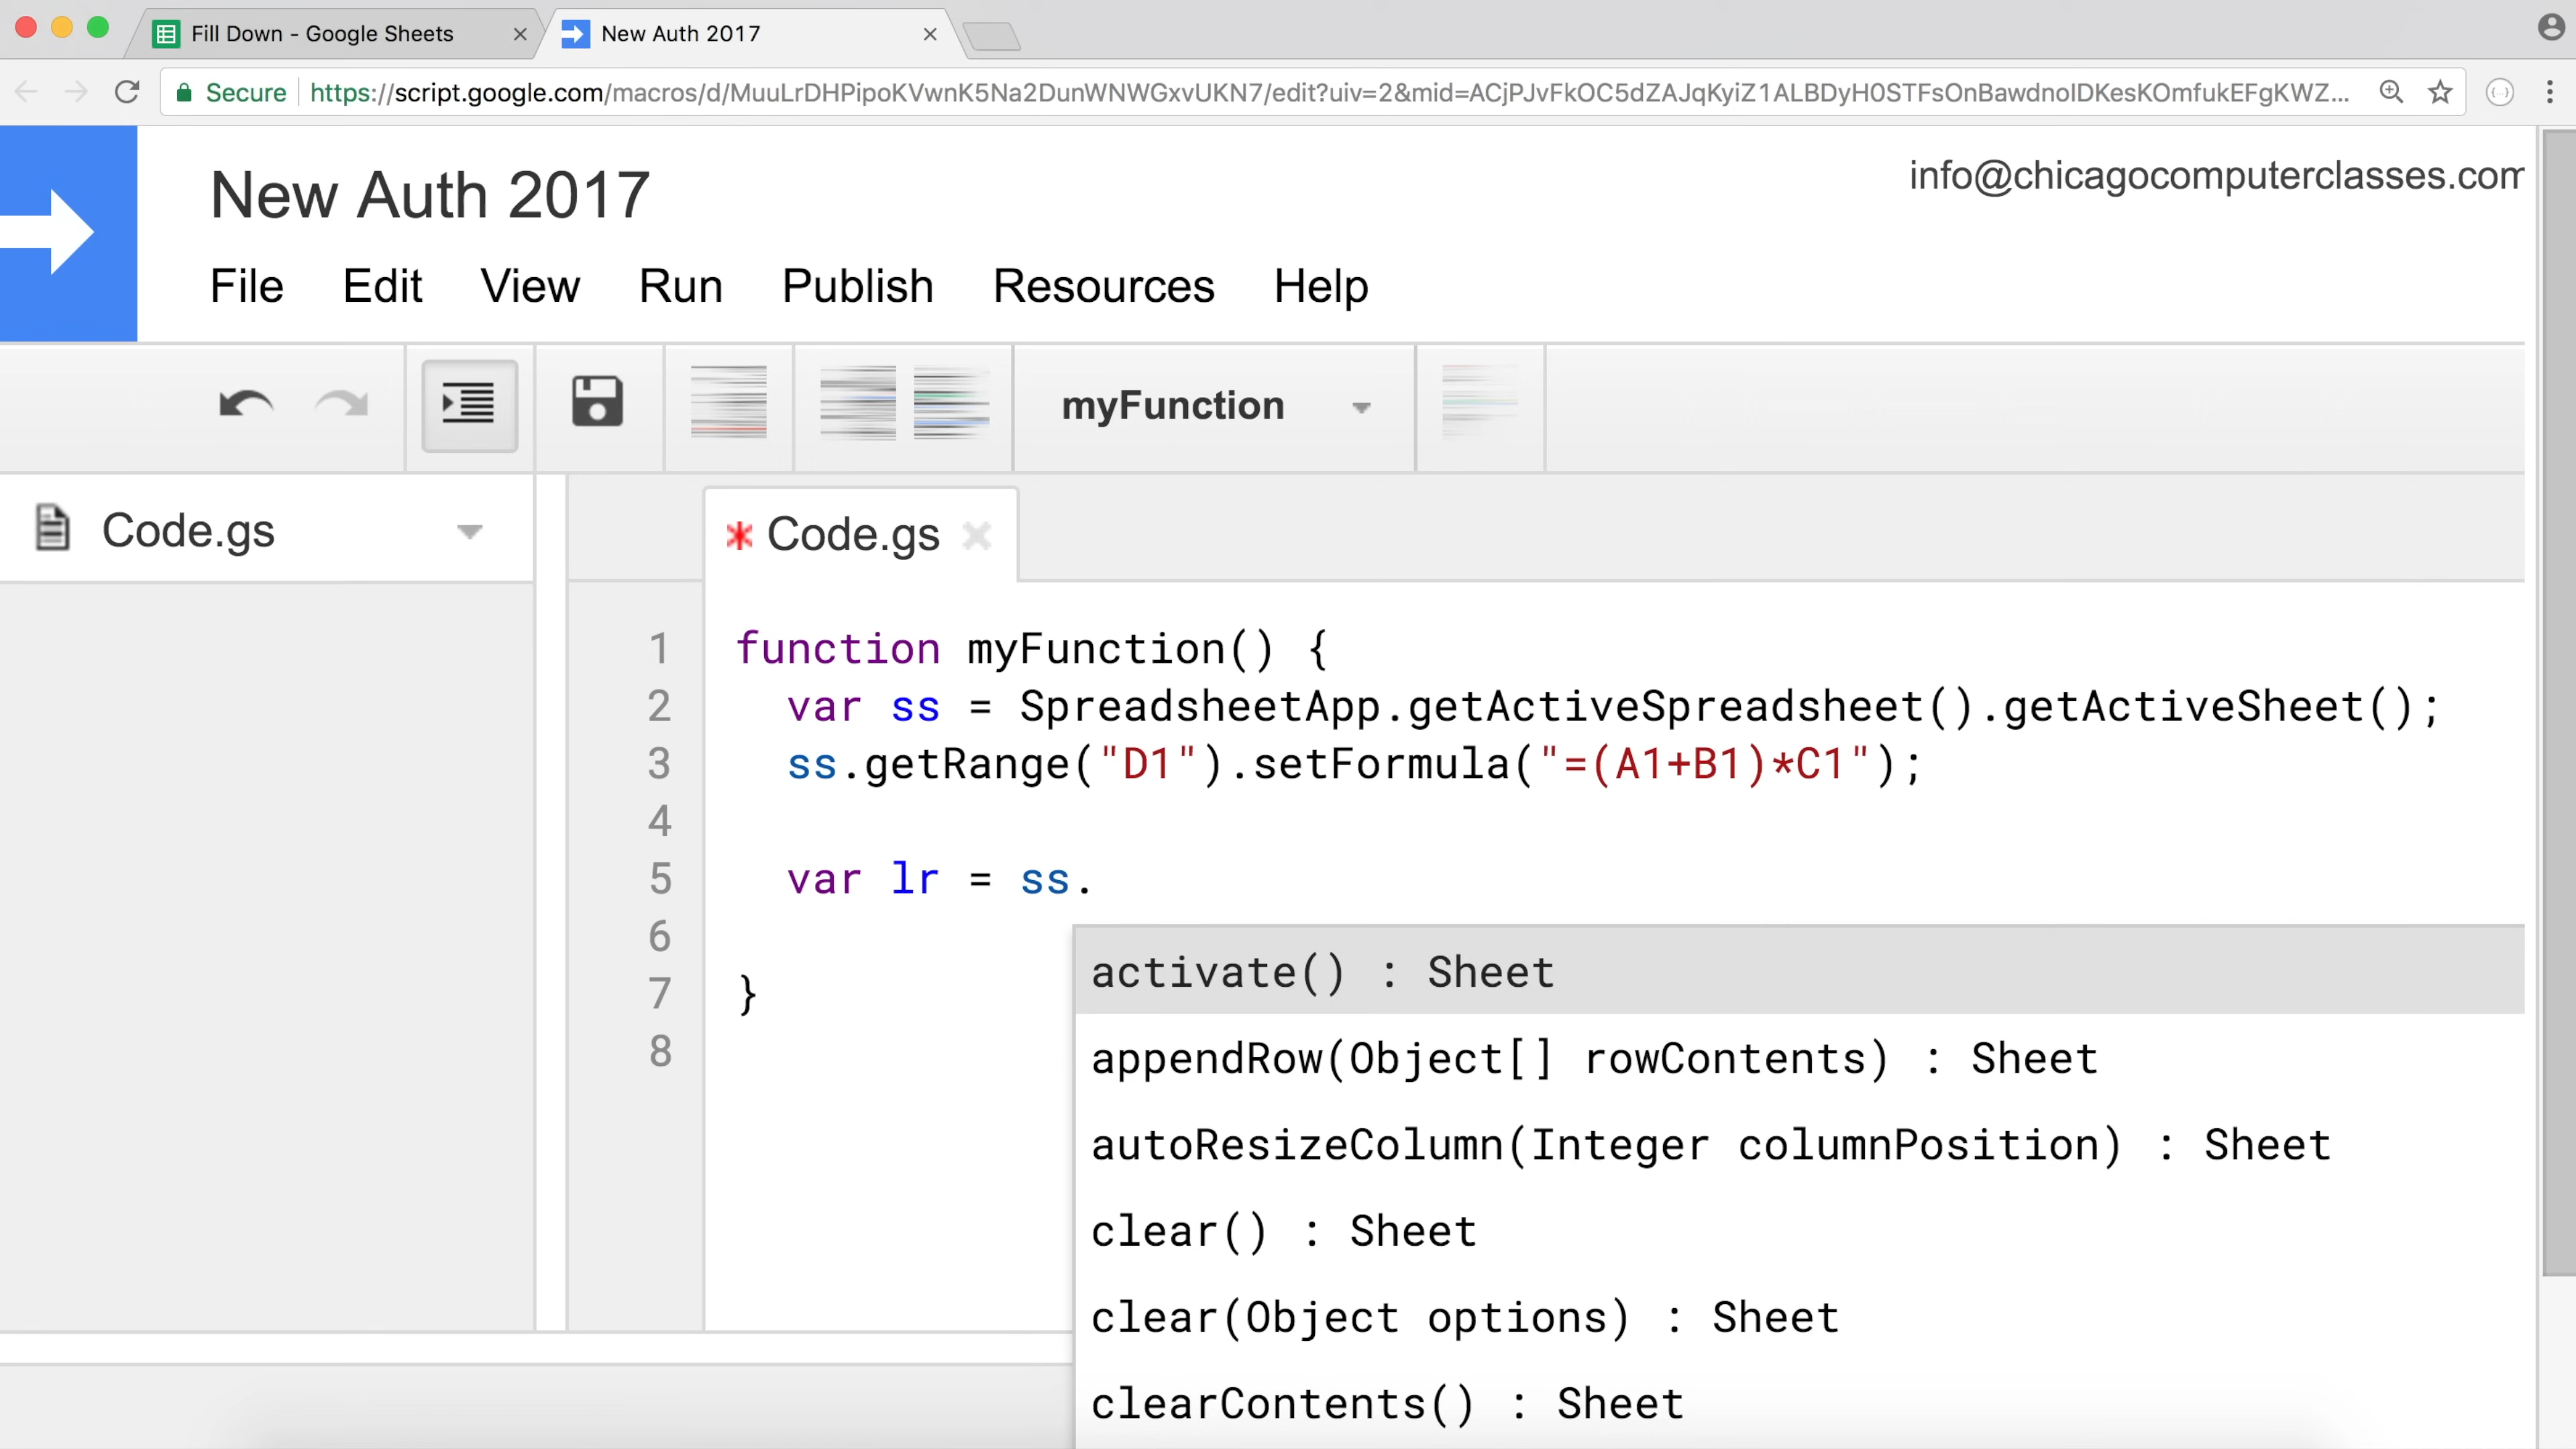 Fill Down - Google Sheets
New Auth 2017
Secure https://script.google.com/macros/d/MuuLrDHPipoKVwnK5Na2DunWNWGxvUKN7/edit?uiv=2&mid=ACjPJvFkOC5dZAJqKyiZ1ALBDyH0STFsOnBawdnoIDKesKOmfukEFgKWZ...
New Auth 2017
info@chicagocomputerclasses.com
File Edit View Run Publish Resources Help
myFunction
Code.gs
* Code.gs
1 function myFunction() {
2 var ss = SpreadsheetApp.getActiveSpreadsheet().getActiveSheet();
3 ss.getRange("D1").setFormula("=(A1+B1)*C1");
4
5 var lr = ss.
6
7 }
8
activate() : Sheet
appendRow(Object[] rowContents) : Sheet
autoResizeColumn(Integer columnPosition) : Sheet
clear() : Sheet
clear(Object options) : Sheet
clearContents() : Sheet